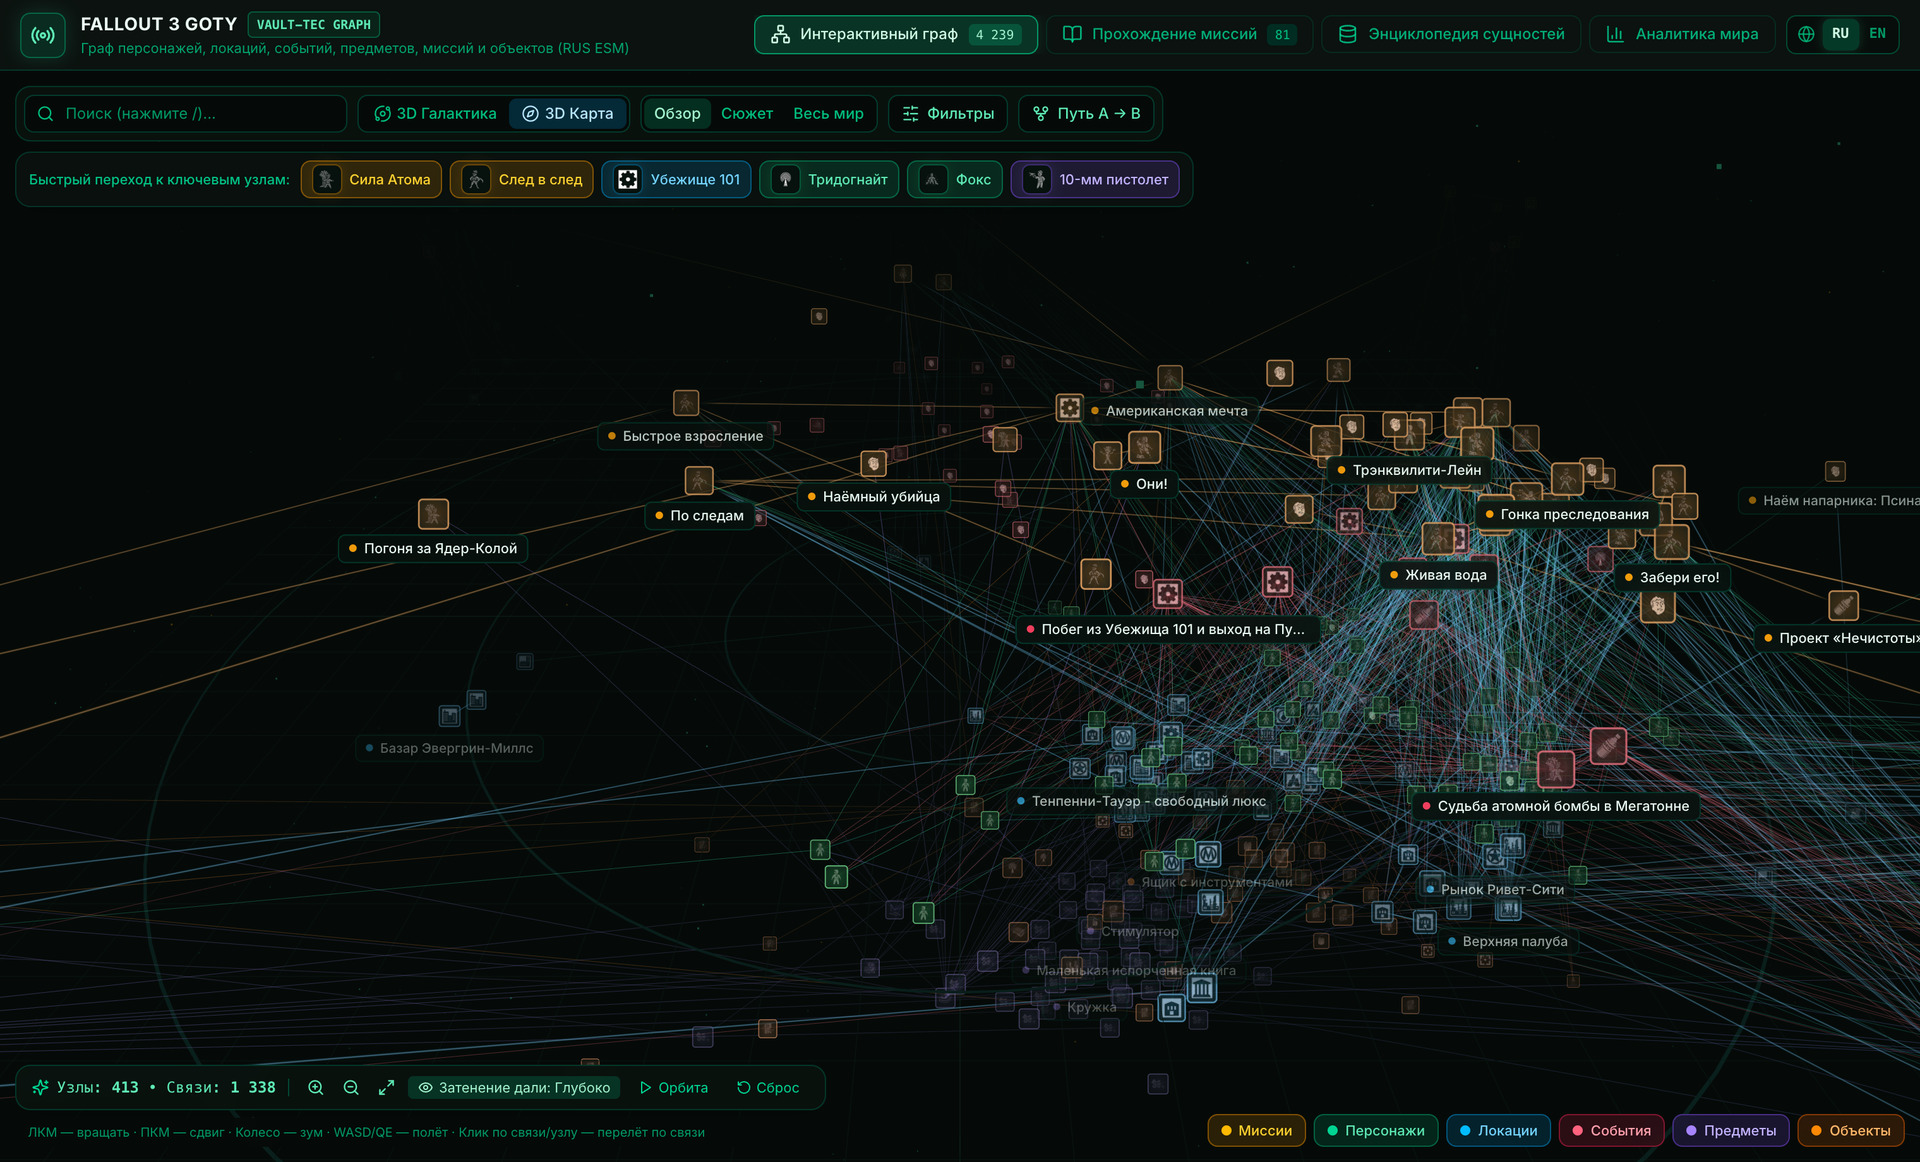 FALLOUT 3 GOTY
VAULT-TEC GRAPH
Граф персонажей, локаций, событий, предметов, миссий и объектов (RUS ESM)
Интерактивный граф 4 239
Прохождение миссий 81
Энциклопедия сущностей
Аналитика мира
RU EN
Поиск (нажмите /)...
3D Галактика
3D Карта
Обзор
Сюжет
Весь мир
Фильтры
Путь A → B
Быстрый переход к ключевым узлам:
Сила Атома
След в след
Убежище 101
Тридогнайт
Фокс
10-мм пистолет
Американская мечта
Быстрое взросление
Трэнквилити-Лейн
Они!
Наёмный убийца
Наём напарника: Псина
По следам
Гонка преследования
Погоня за Ядер-Колой
Живая вода
Забери его!
Побег из Убежища 101 и выход на Пу...
Проект «Нечистоты»
Базар Эвергрин-Миллс
Тенпенни-Тауэр - свободный люкс
Судьба атомной бомбы в Мегатонне
Ящик с инструментами
Рынок Ривет-Сити
Стимулятор
Верхняя палуба
Маленькая испорченная книга
Кружка
Узлы: 413 • Связи: 1 338
Затенение дали: Глубоко
Орбита
Сброс
ЛКМ — вращать · ПКМ — сдвиг · Колесо — зум · WASD/QE — полёт · Клик по связи/узлу — перелёт по связи
Миссии
Персонажи
Локации
События
Предметы
Объекты